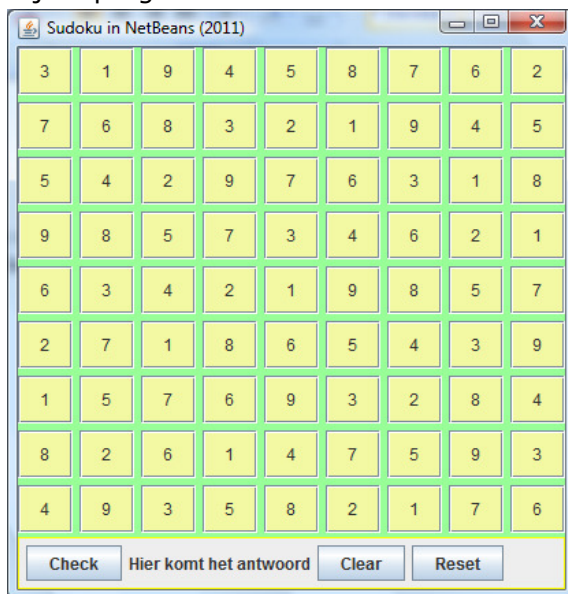 Sudoku in NetBeans (2011)
3 1 9 4 5 8 7 6 2
7 6 8 3 2 1 9 4 5
5 4 2 9 7 6 3 1 8
9 8 5 7 3 4 6 2 1
6 3 4 2 1 9 8 5 7
2 7 1 8 6 5 4 3 9
1 5 7 6 9 3 2 8 4
8 2 6 1 4 7 5 9 3
4 9 3 5 8 2 1 7 6
Check Hier komt het antwoord Clear Reset